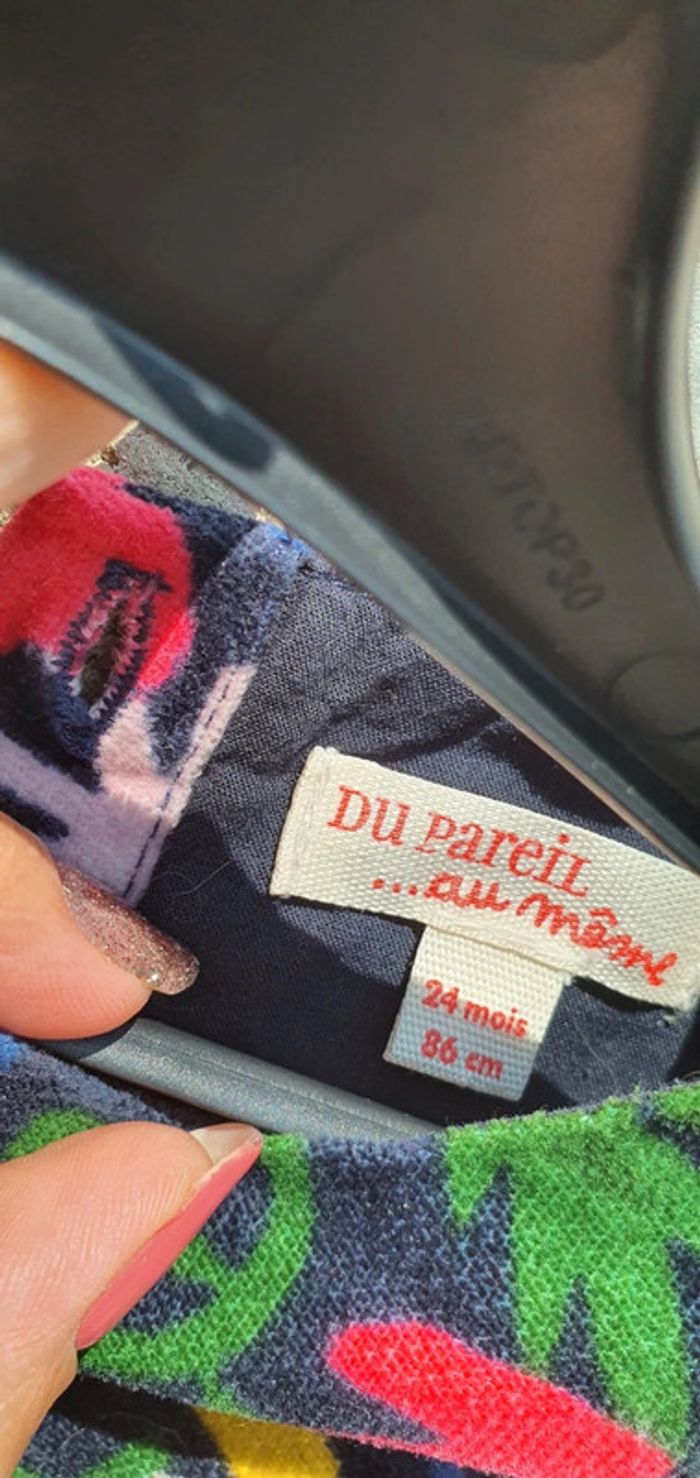 DU PAREIL
...au même
24 mois
86 cm